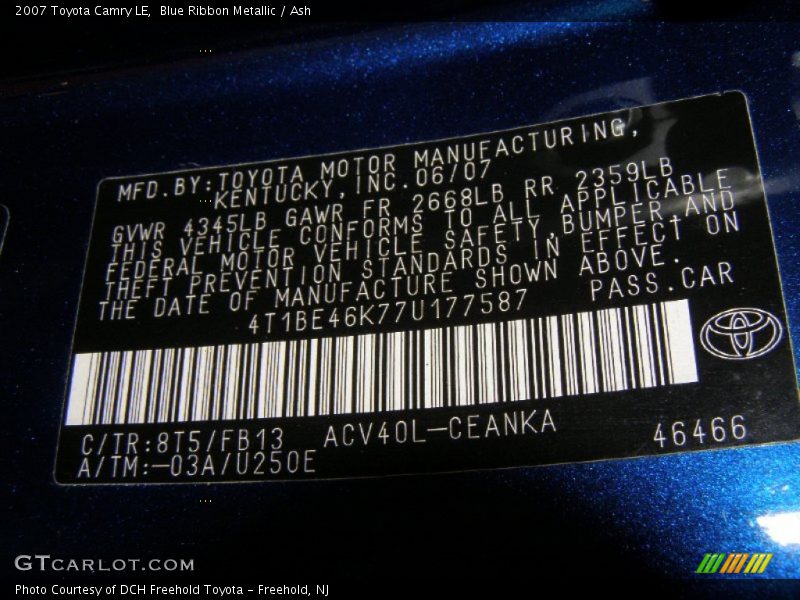 2007 Toyota Camry LE,  Blue Ribbon Metallic / Ash
MFD.BY:TOYOTA MOTOR MANUFACTURING,
KENTUCKY,INC.06/07
GVWR 4345LB GAWR FR 2668LB RR 2359LB
THIS VEHICLE CONFORMS TO ALL APPLICABLE
FEDERAL MOTOR VEHICLE SAFETY,BUMPER,AND
THEFT PREVENTION STANDARDS IN EFFECT ON
THE DATE OF MANUFACTURE SHOWN ABOVE.
4T1BE46K77U177587 PASS.CAR
C/TR:8T5/FB13 ACV40L-CEANKA 46466
A/TM:-03A/U250E
GTCARLOT.COM
Photo Courtesy of DCH Freehold Toyota - Freehold, NJ